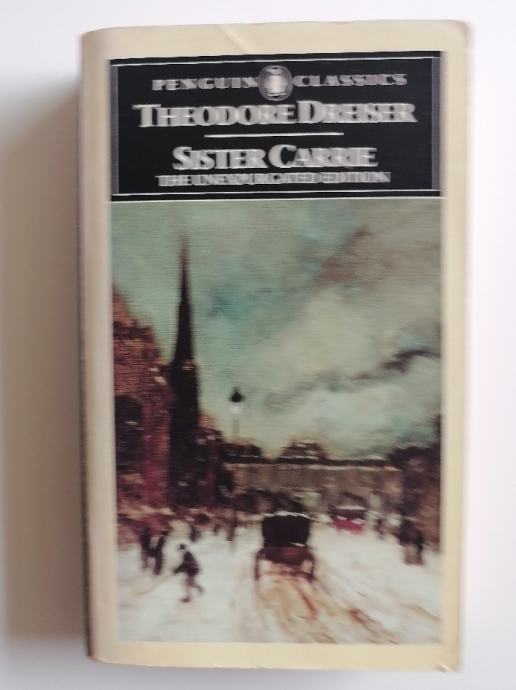 PENGUIN CLASSICS
THEODORE DREISER
SISTER CARRIE
THE UNEXPURGATED EDITION